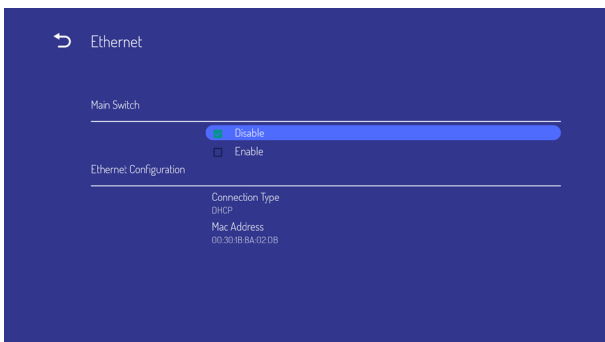 Ethernet
Main Switch
Disable
Enable
Ethernet Configuration
Connection Type
DHCP
Mac Address
00:30:1B:BA:02:DB